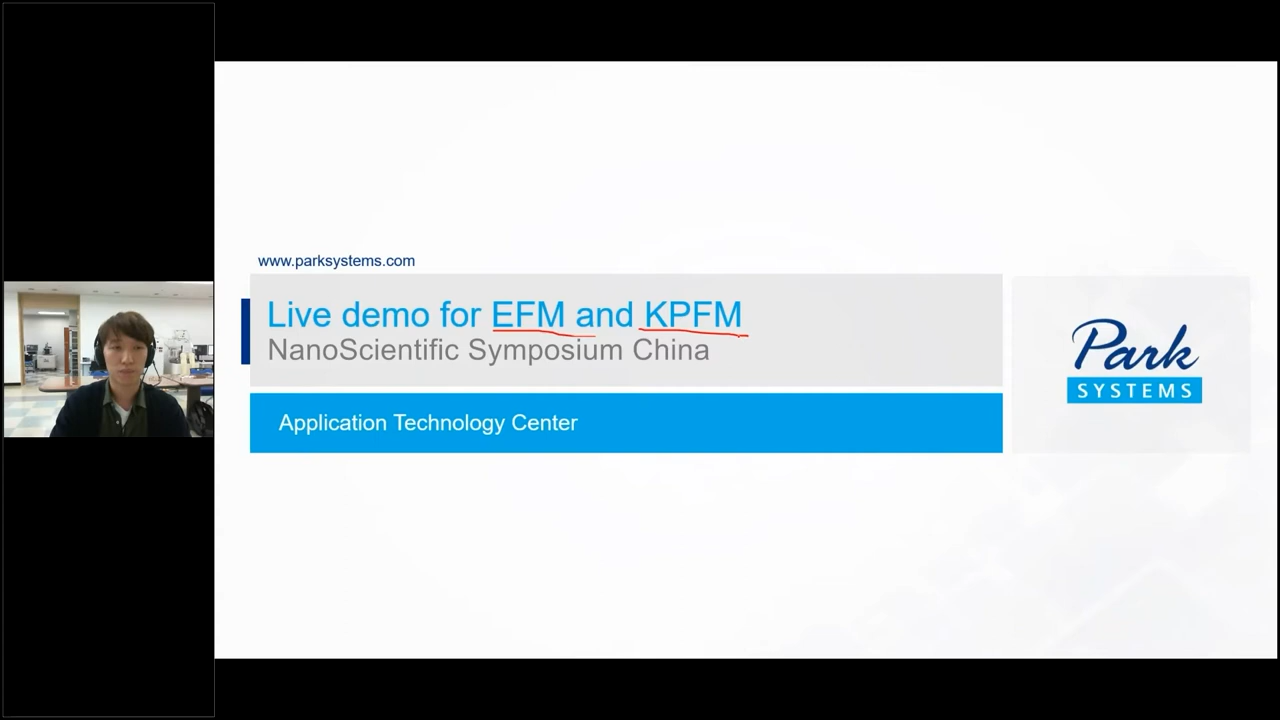 www.parksystems.com
Live demo for EFM and KPFM
NanoScientific Symposium China
Application Technology Center
Park
SYSTEMS